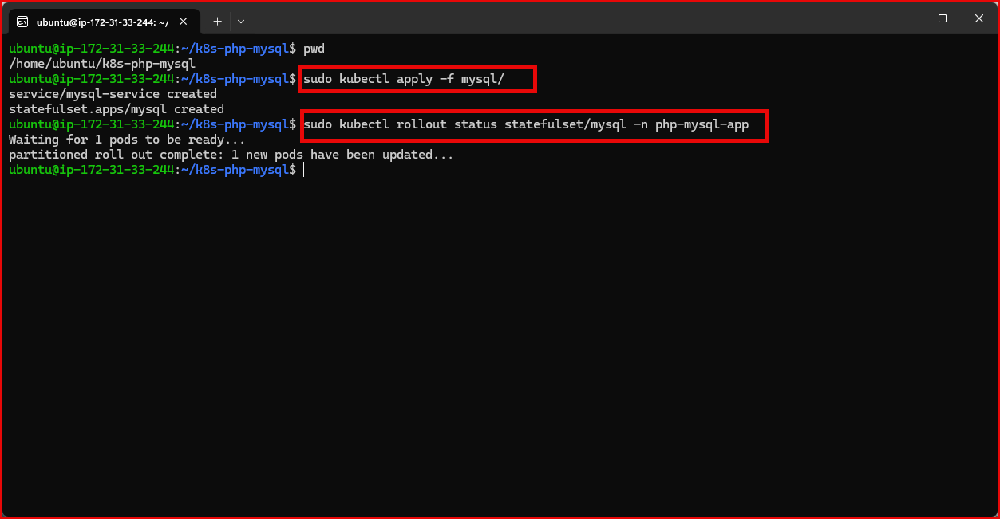 ubuntu@ip-172-31-33-244: ~/
ubuntu@ip-172-31-33-244:~/k8s-php-mysql$ pwd
/home/ubuntu/k8s-php-mysql
ubuntu@ip-172-31-33-244:~/k8s-php-mysql$ sudo kubectl apply -f mysql/
service/mysql-service created
statefulset.apps/mysql created
ubuntu@ip-172-31-33-244:~/k8s-php-mysql$ sudo kubectl rollout status statefulset/mysql -n php-mysql-app
Waiting for 1 pods to be ready...
partitioned roll out complete: 1 new pods have been updated...
ubuntu@ip-172-31-33-244:~/k8s-php-mysql$